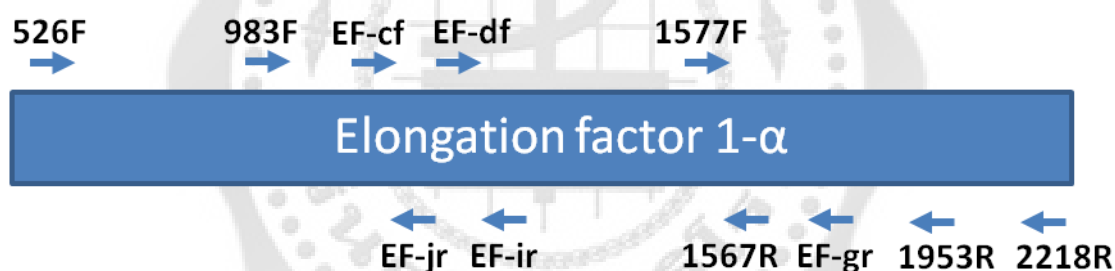 526F 983F EF-cf EF-df 1577F
Elongation factor 1-α
EF-jr EF-ir 1567R EF-gr 1953R 2218R